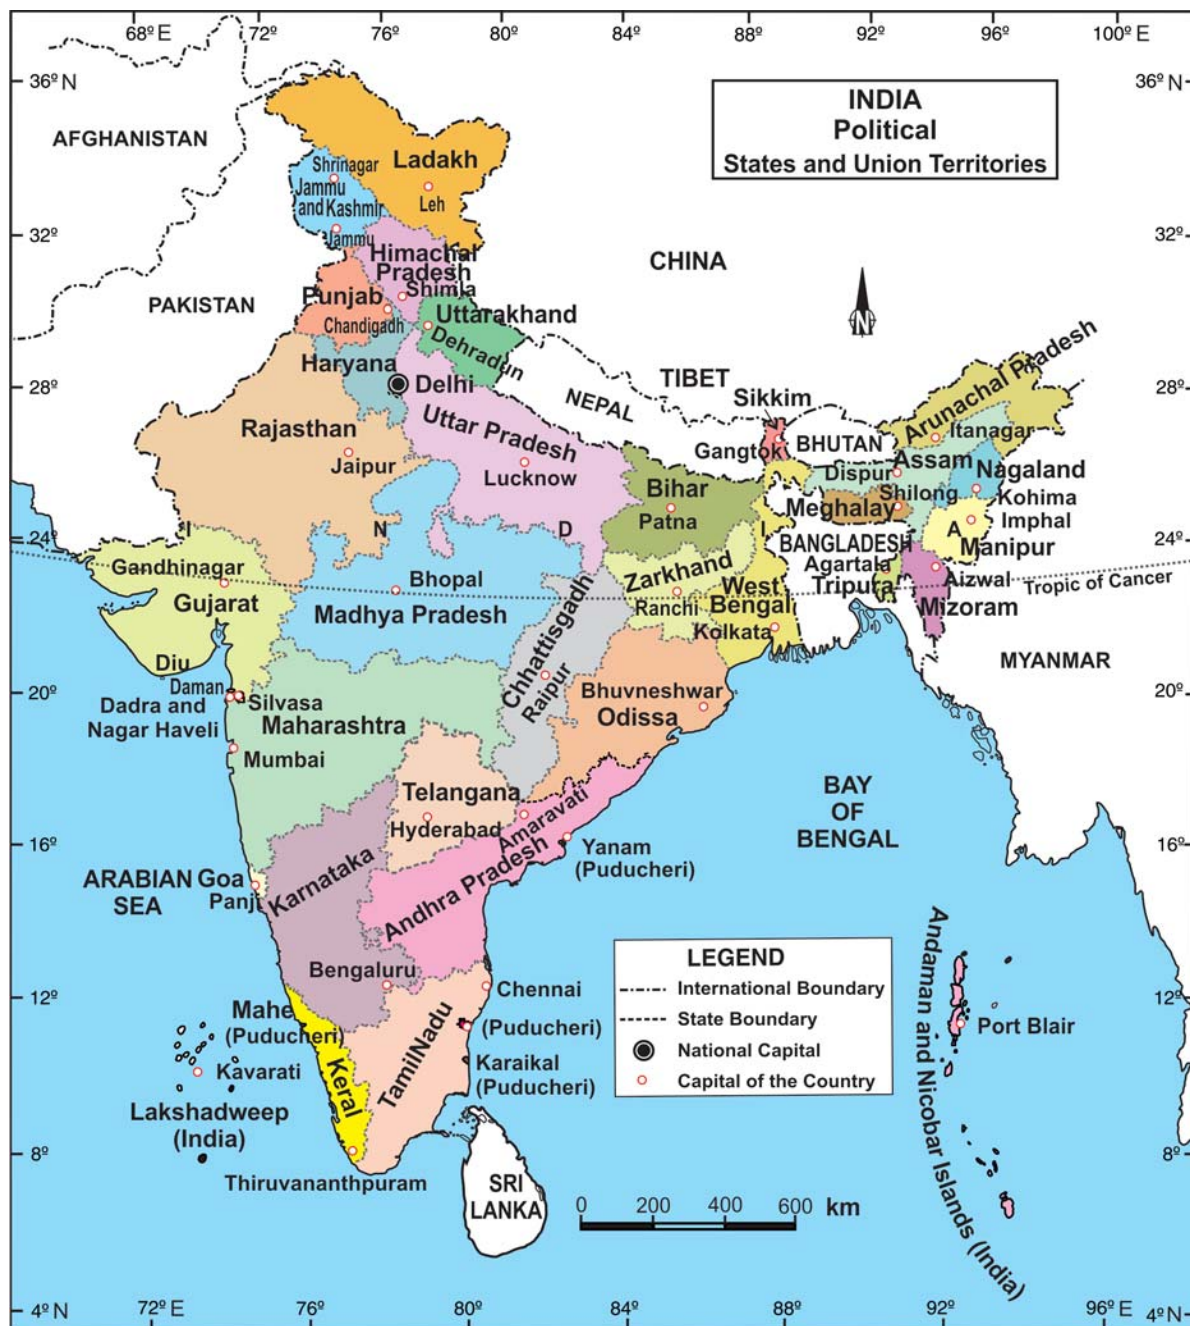 68º E 72º 76º 80º 84º 88º 92º 96º 100º E
36º N
36º N
INDIA
Political
States and Union Territories
AFGHANISTAN
Ladakh
Shrinagar
Jammu
and Kashmir
Leh
Jammu
32º
32º
Himachal
Pradesh
Shimla
CHINA
PAKISTAN
Punjab
Chandigadh
Uttarakhand
Dehradun
N
Haryana
Delhi
28º
28º
TIBET
NEPAL
Sikkim
Gangtok
BHUTAN
Arunachal Pradesh
Itanagar
Rajasthan
Jaipur
Uttar Pradesh
Lucknow
Bihar
Patna
Assam
Dispur
Nagaland
Kohima
Meghalay
Shilong
Imphal
Manipur
I N D I A
24º
24º
BANGLADESH
Agartala
Triputa
Aizwal
Mizoram
Tropic of Cancer
Gandhinagar
Gujarat
Bhopal
Madhya Pradesh
Zarkhand
Ranchi
West
Bengal
Kolkata
MYANMAR
Chhattisgadh
Raipur
Diu
Daman
20º
20º
Dadra and
Nagar Haveli
Silvasa
Maharashtra
Mumbai
Bhuvneshwar
Odissa
Telangana
Hyderabad
Amaravati
Andhra Pradesh
Yanam
(Puducheri)
BAY
OF
BENGAL
16º
16º
ARABIAN
SEA
Goa
Panji
Karnataka
Bengaluru
LEGEND
International Boundary
State Boundary
National Capital
Capital of the Country
12º
12º
Chennai
Mahe
(Puducheri)
(Puducheri)
Karaikal
(Puducheri)
TamilNadu
Keral
Kavarati
Lakshadweep
(India)
Thiruvananthpuram
Port Blair
Andaman and Nicobar Islands (India)
8º
8º
SRI
LANKA
0 200 400 600 km
4º N
4º N
72º E 76º 80º 84º 88º 92º 96º E